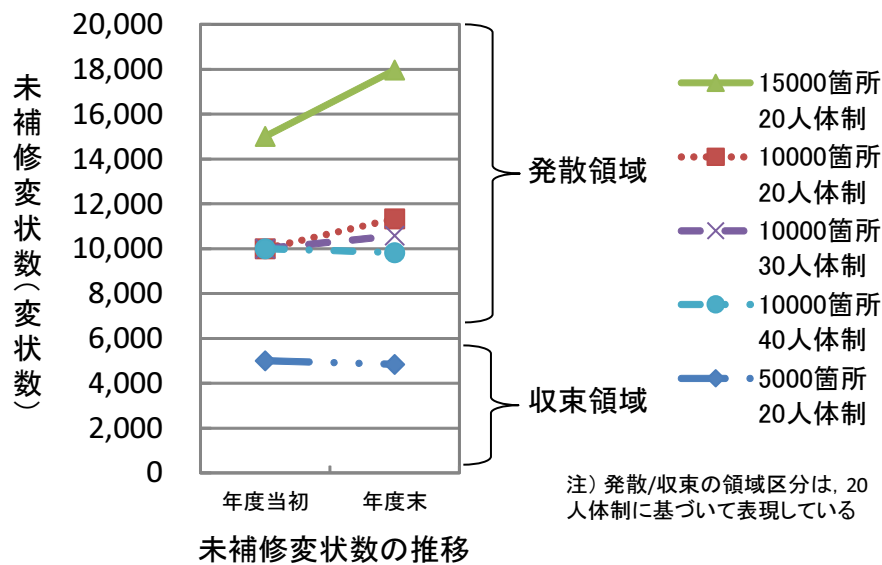 未補修変状数(変状数)
20,000
18,000
16,000
14,000
12,000
10,000
8,000
6,000
4,000
2,000
0
年度当初
年度末
未補修変状数の推移
発散領域
収束領域
15000箇所
20人体制
10000箇所
20人体制
10000箇所
30人体制
10000箇所
40人体制
5000箇所
20人体制
注)発散/収束の領域区分は,20
人体制に基づいて表現している